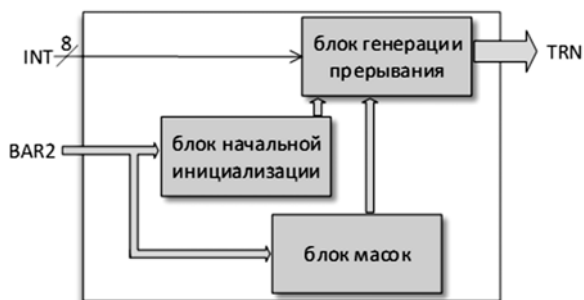 8
INT
блок генерации
прерывания
TRN
BAR2
блок начальной
инициализации
блок масок